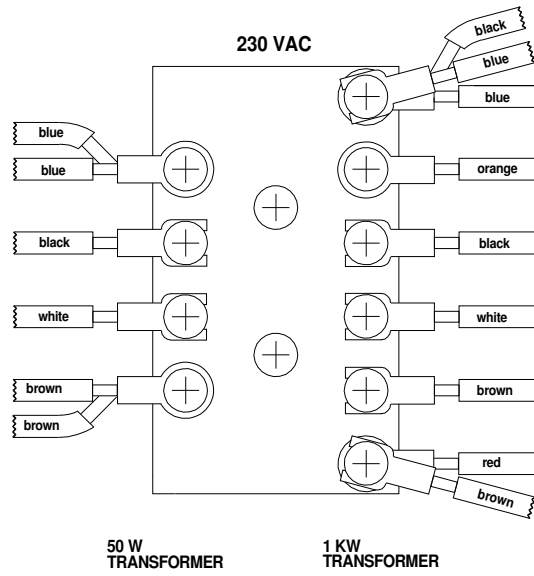 230 VAC
black
blue
blue
orange
black
white
brown
red
brown
blue
blue
black
white
brown
brown
50 W
TRANSFORMER
1 KW
TRANSFORMER